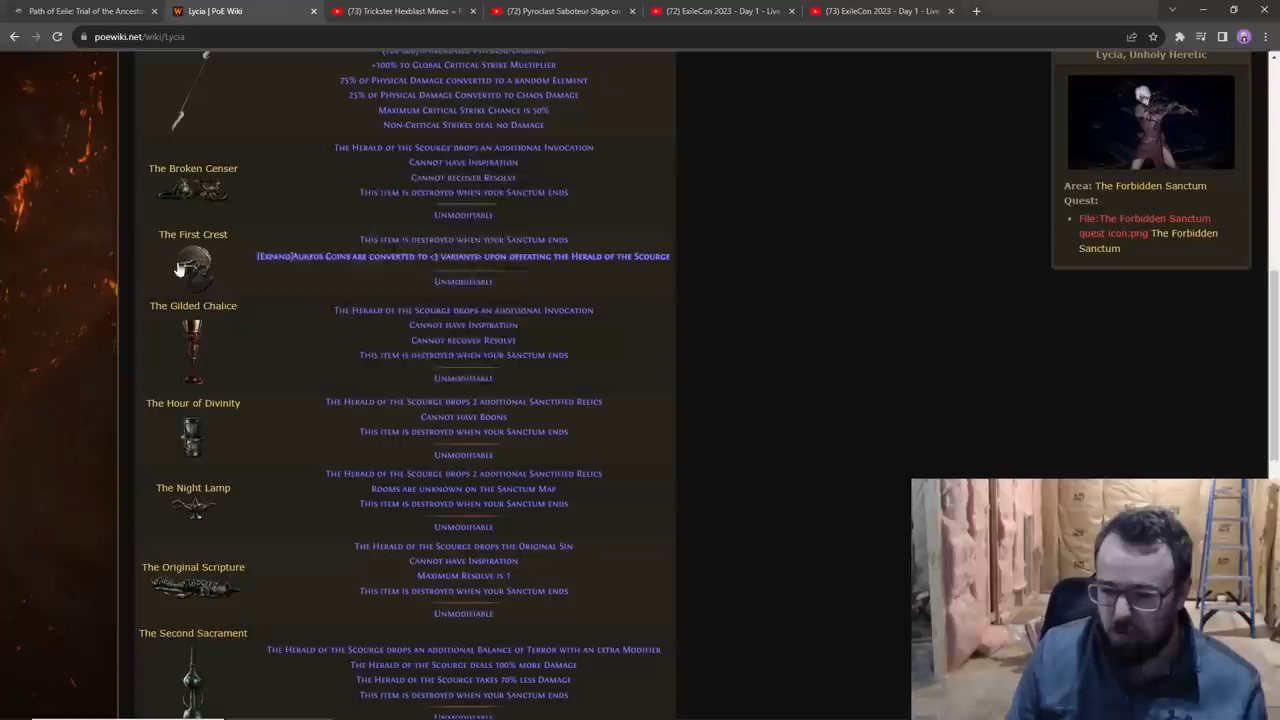 Path of Exile: Trial of the Ancesto
Lycia | PoE Wiki
(73) Trickster Hexblast Mines ~ F
(72) Pyroclast Saboteur Slaps on
(72) ExileCon 2023 - Day 1 - Live
(73) ExileCon 2023 - Day 1 - Live
poewiki.net/wiki/Lycia
Lycia, Unholy Heretic
+100% to Global Critical Strike Multiplier
75% of Physical Damage converted to a random Element
25% of Physical Damage Converted to Chaos Damage
Maximum Critical Strike Chance is 50%
Non-Critical Strikes deal no Damage
The Broken Censer
The Herald of the Scourge drops an additional Invocation
Cannot have Inspiration
Cannot recover Resolve
This item is destroyed when your Sanctum ends
Unmodifiable
The First Crest
This item is destroyed when your Sanctum ends
[Expand]Aureus Coins are converted to <3 variants> upon defeating the Herald of the Scourge
Unmodifiable
The Gilded Chalice
The Herald of the Scourge drops an additional Invocation
Cannot have Inspiration
Cannot recover Resolve
This item is destroyed when your Sanctum ends
Unmodifiable
The Hour of Divinity
The Herald of the Scourge drops 2 additional Sanctified Relics
Cannot have Boons
This item is destroyed when your Sanctum ends
Unmodifiable
The Night Lamp
The Herald of the Scourge drops 2 additional Sanctified Relics
Rooms are unknown on the Sanctum Map
This item is destroyed when your Sanctum ends
Unmodifiable
The Original Scripture
The Herald of the Scourge drops the Original Sin
Cannot have Inspiration
Maximum Resolve is 1
This item is destroyed when your Sanctum ends
Unmodifiable
The Second Sacrament
The Herald of the Scourge drops an additional Balance of Terror with an extra Modifier
The Herald of the Scourge deals 100% more Damage
The Herald of the Scourge takes 70% less Damage
This item is destroyed when your Sanctum ends
Unmodifiable
Area: The Forbidden Sanctum
Quest:
File:The Forbidden Sanctum
quest icon.png The Forbidden
Sanctum